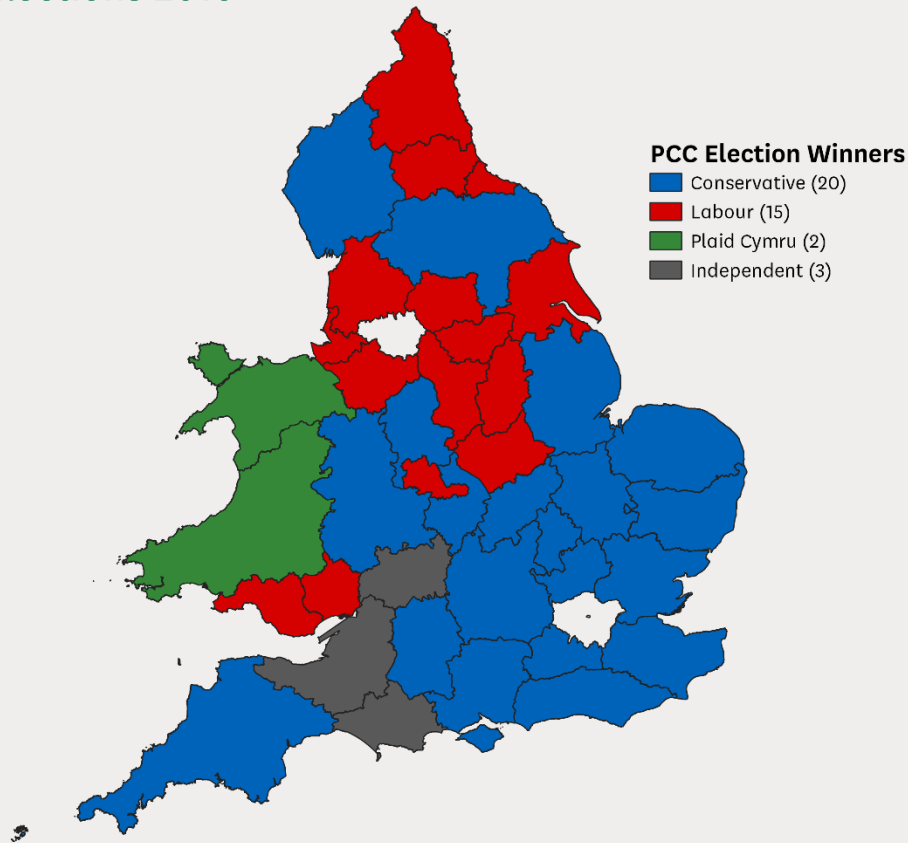 PCC Election Winners
Conservative (20)
Labour (15)
Plaid Cymru (2)
Independent (3)